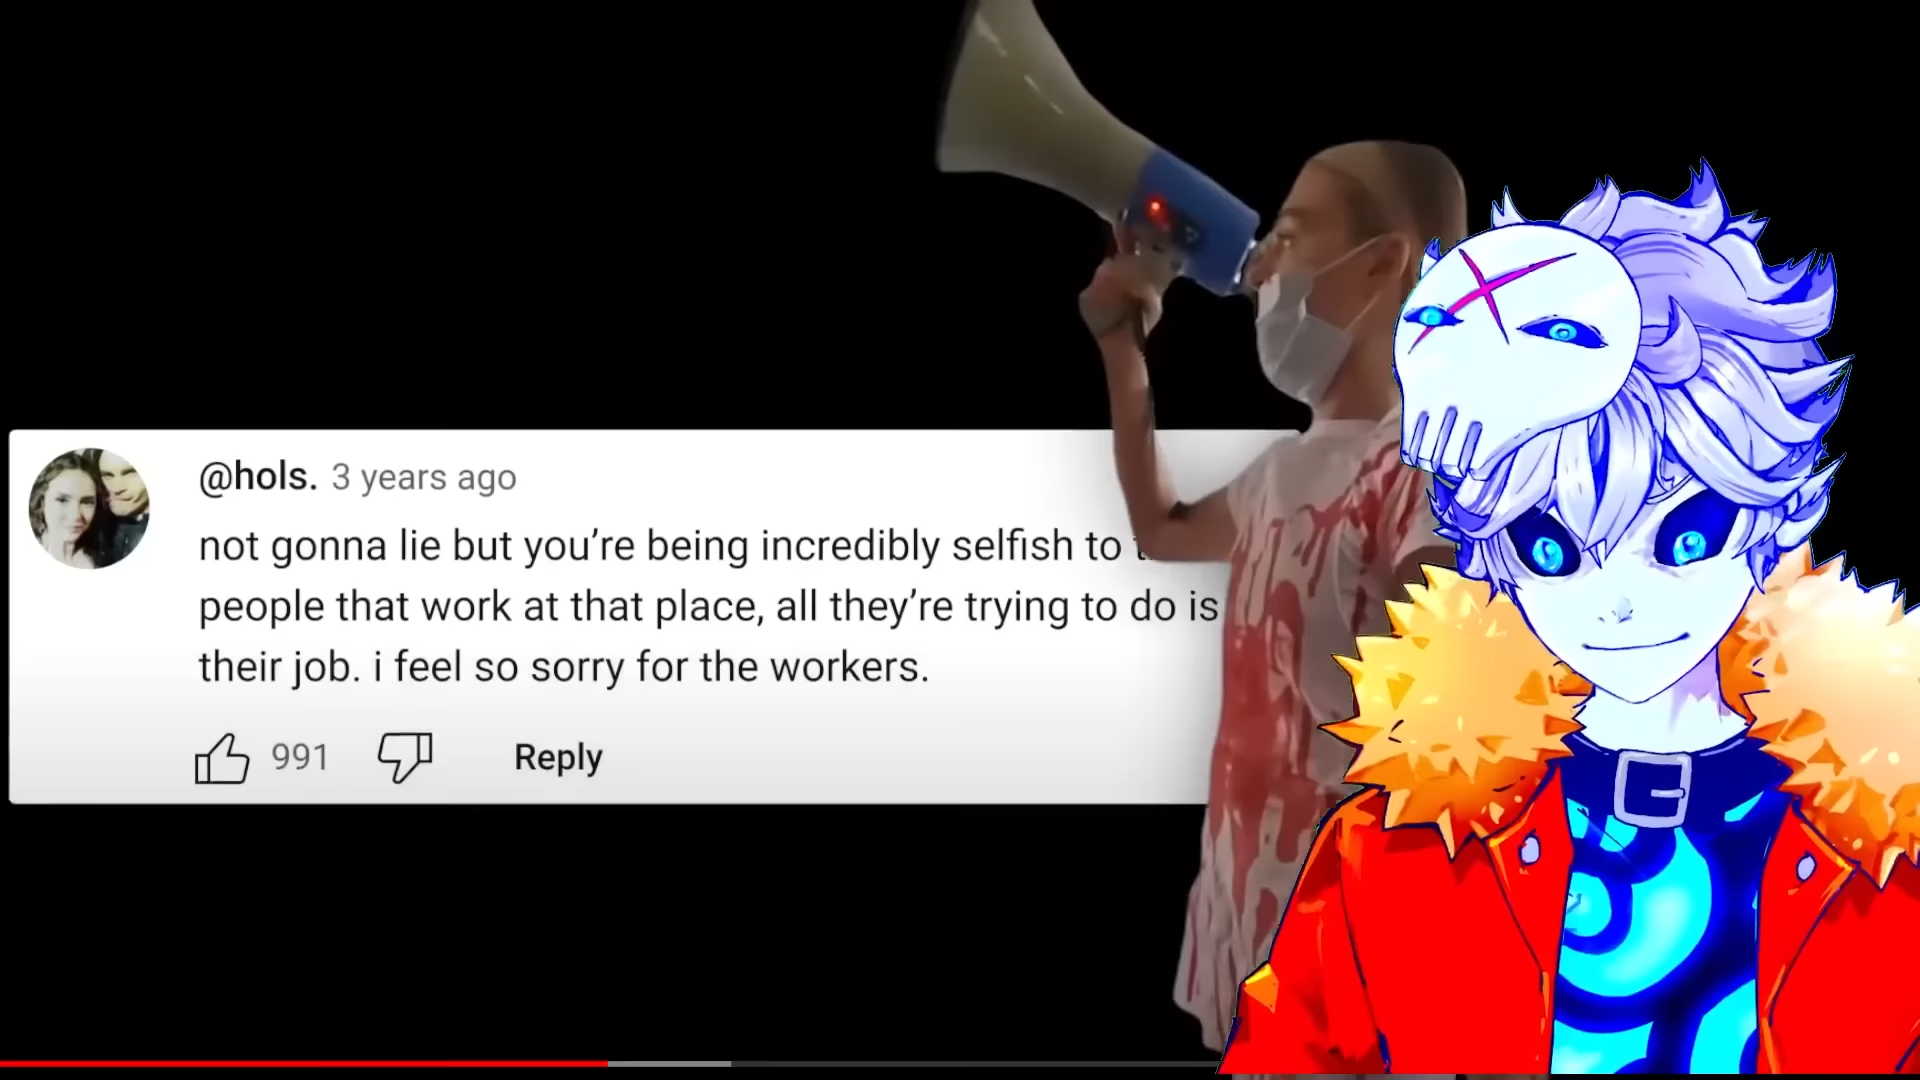 @hols. 3 years ago
not gonna lie but you’re being incredibly selfish to
people that work at that place, all they’re trying to do is
their job. i feel so sorry for the workers.
991 Reply